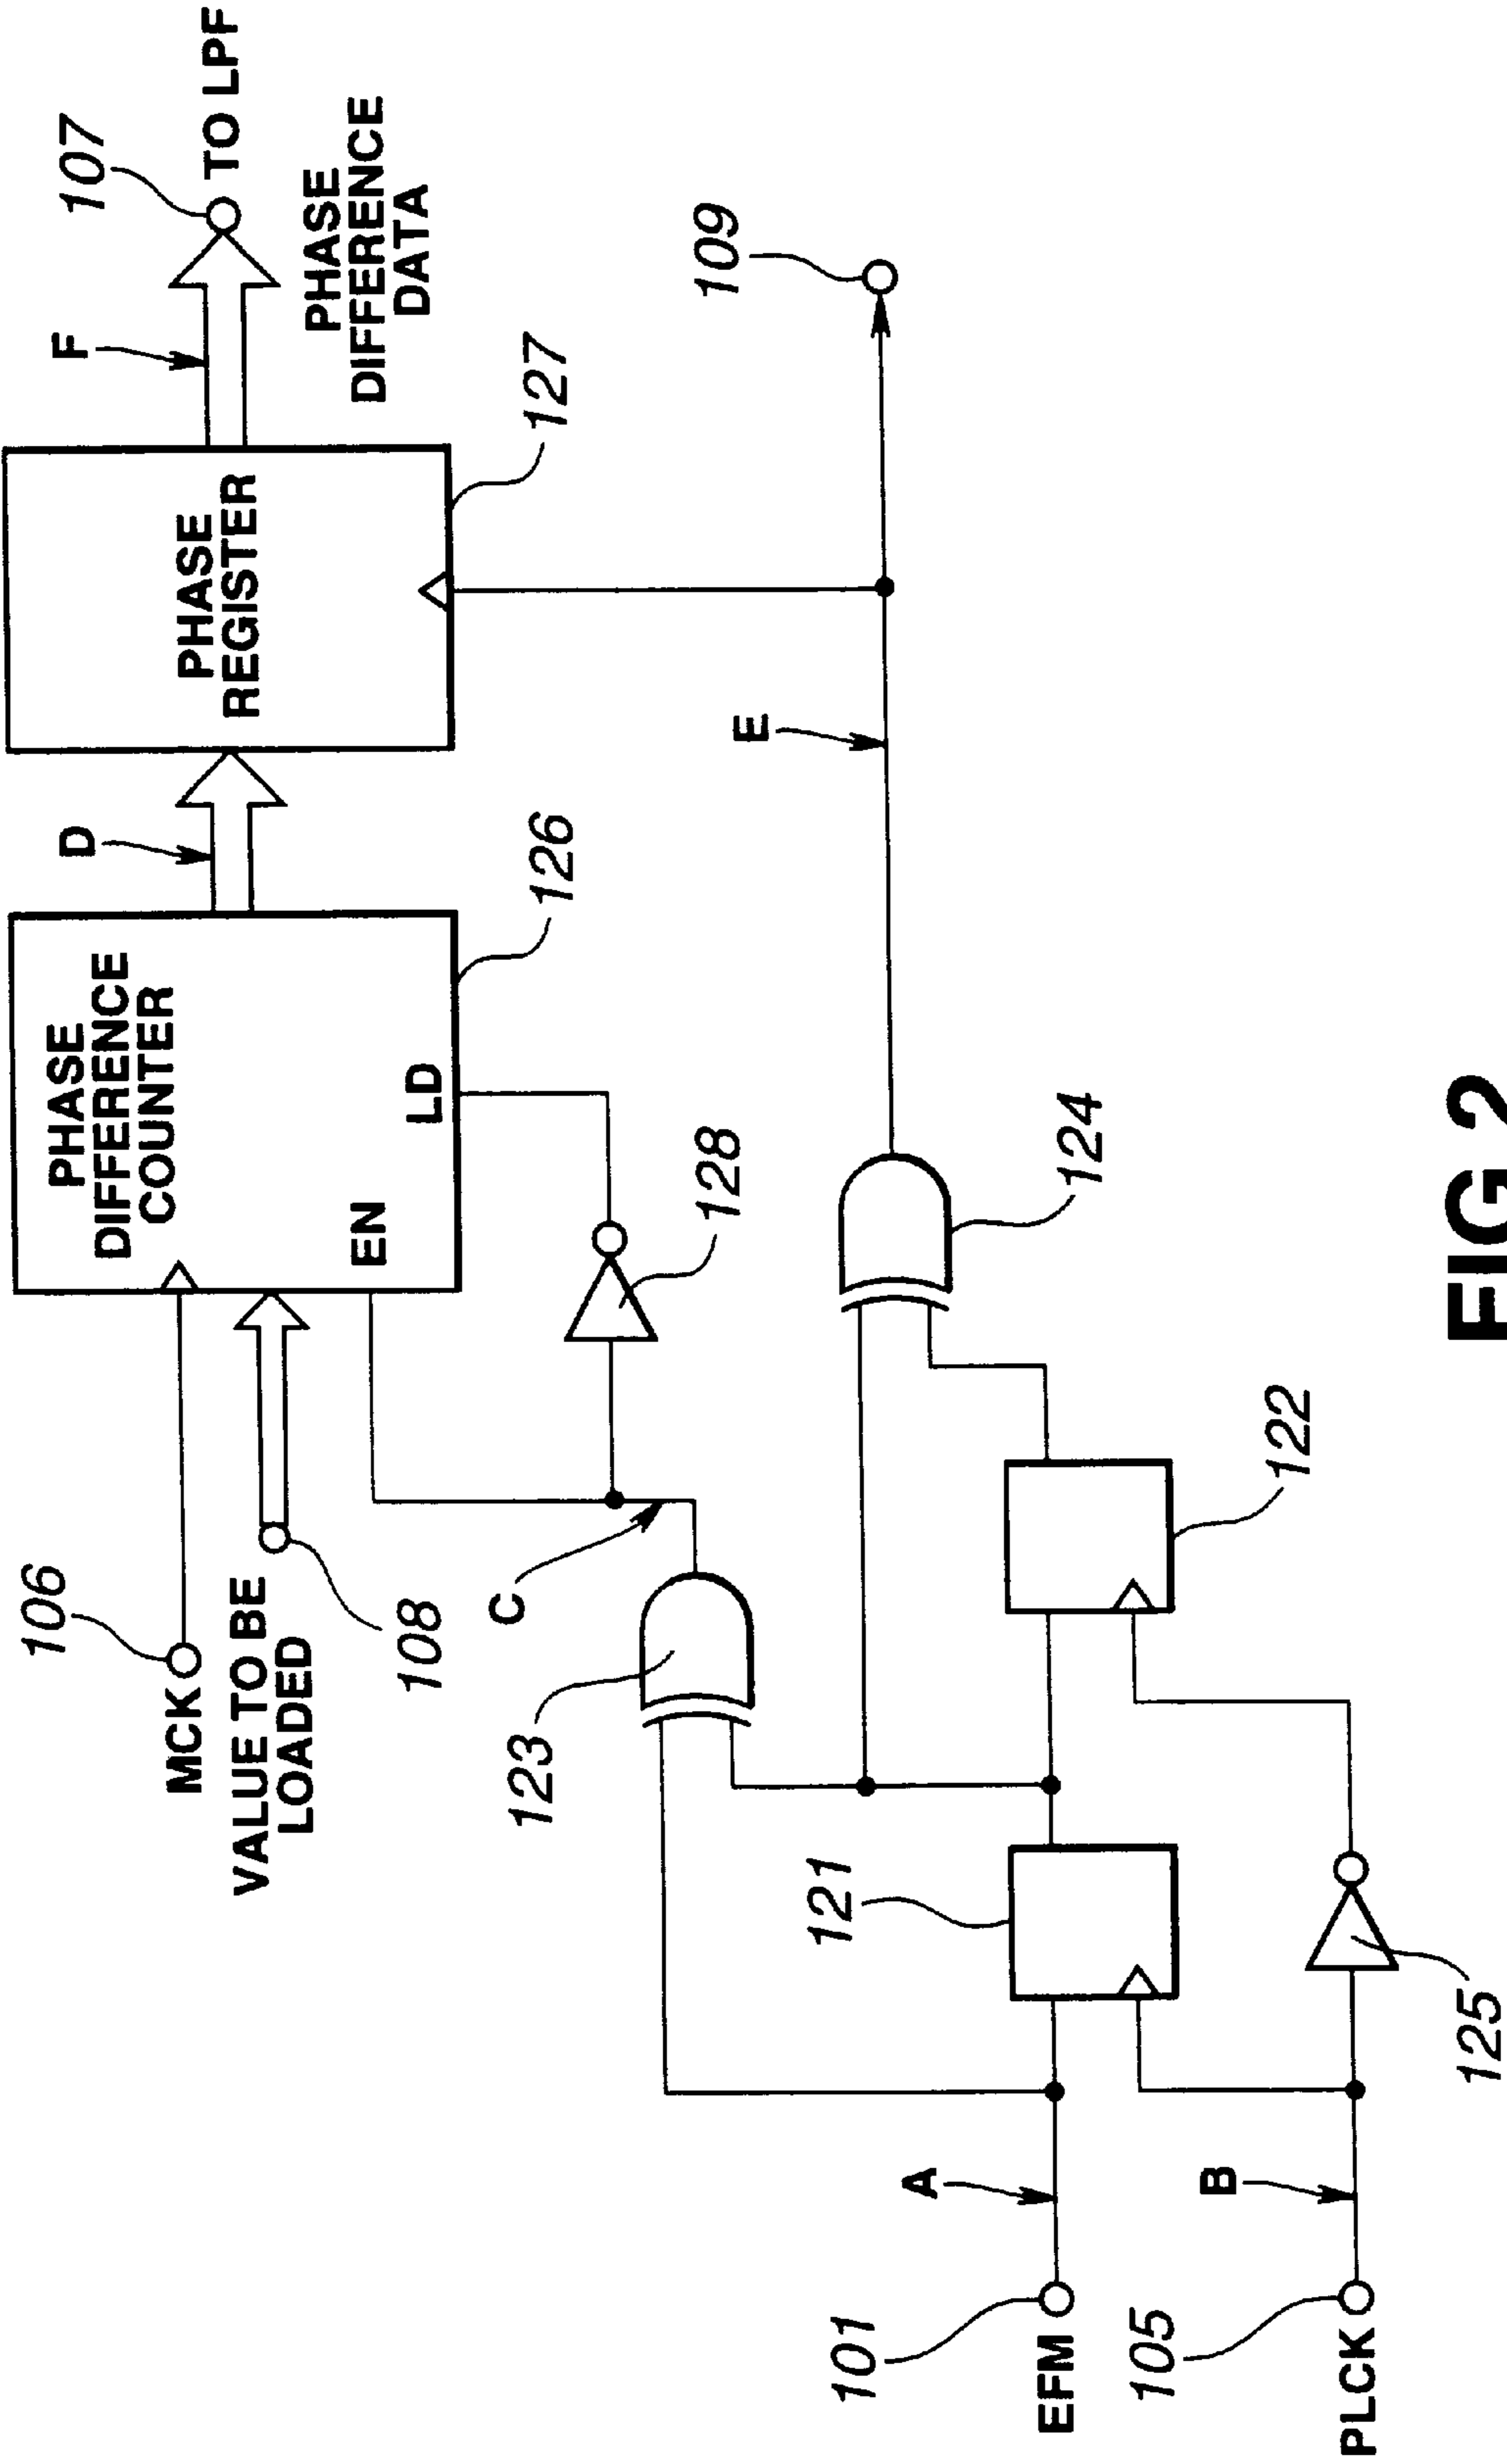 106
MCK
VALUE TO BE
LOADED
108
PHASE
DIFFERENCE
COUNTER
EN
LD
126
D
PHASE
REGISTER
127
F
107
TO LPF
PHASE
DIFFERENCE
DATA
123
C
128
109
E
124
101
EFM
A
121
122
105
PLCK
B
125
FIG 2